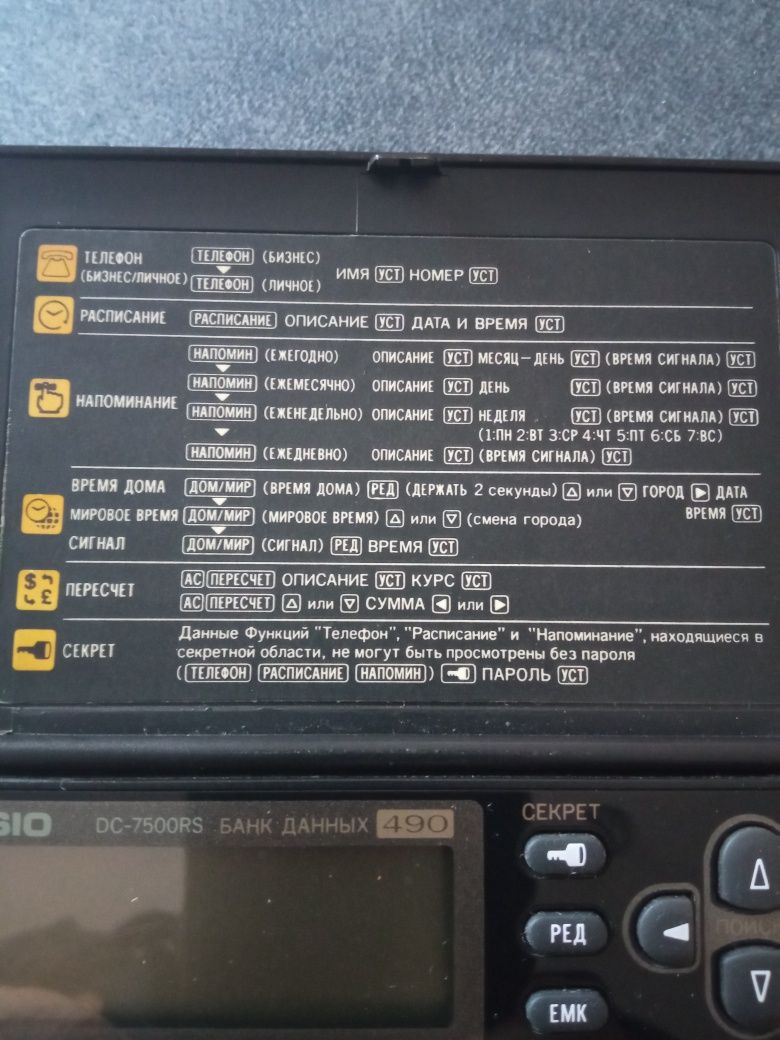 ТЕЛЕФОН ТЕЛЕФОН (БИЗНЕС)
(БИЗНЕС/ЛИЧНОЕ) ТЕЛЕФОН (ЛИЧНОЕ) ИМЯ УСТ НОМЕР УСТ
РАСПИСАНИЕ РАСПИСАНИЕ ОПИСАНИЕ УСТ ДАТА И ВРЕМЯ УСТ
НАПОМИН (ЕЖЕГОДНО) ОПИСАНИЕ УСТ МЕСЯЦ–ДЕНЬ УСТ (ВРЕМЯ СИГНАЛА) УСТ
НАПОМИН (ЕЖЕМЕСЯЧНО) ОПИСАНИЕ УСТ ДЕНЬ УСТ (ВРЕМЯ СИГНАЛА) УСТ
НАПОМИНАНИЕ НАПОМИН (ЕЖЕНЕДЕЛЬНО) ОПИСАНИЕ УСТ НЕДЕЛЯ УСТ (ВРЕМЯ СИГНАЛА) УСТ
(1:ПН 2:ВТ 3:СР 4:ЧТ 5:ПТ 6:СБ 7:ВС)
НАПОМИН (ЕЖЕДНЕВНО) ОПИСАНИЕ УСТ (ВРЕМЯ СИГНАЛА) УСТ
ВРЕМЯ ДОМА ДОМ/МИР (ВРЕМЯ ДОМА) РЕД (ДЕРЖАТЬ 2 секунды) △ или ▽ ГОРОД ▶ ДАТА
МИРОВОЕ ВРЕМЯ ДОМ/МИР (МИРОВОЕ ВРЕМЯ) △ или ▽ (смена города) ВРЕМЯ УСТ
СИГНАЛ ДОМ/МИР (СИГНАЛ) РЕД ВРЕМЯ УСТ
$ £
ПЕРЕСЧЕТ АС ПЕРЕСЧЕТ ОПИСАНИЕ УСТ КУРС УСТ
АС ПЕРЕСЧЕТ △ или ▽ СУММА ◀ или ▶
СЕКРЕТ Данные Функций "Телефон", "Расписание" и "Напоминание", находящиеся в
секретной области, не могут быть просмотрены без пароля
(ТЕЛЕФОН РАСПИСАНИЕ НАПОМИН) ПАРОЛЬ УСТ
SIO DC-7500RS БАНК ДАННЫХ 490
СЕКРЕТ
РЕД
ЕМК